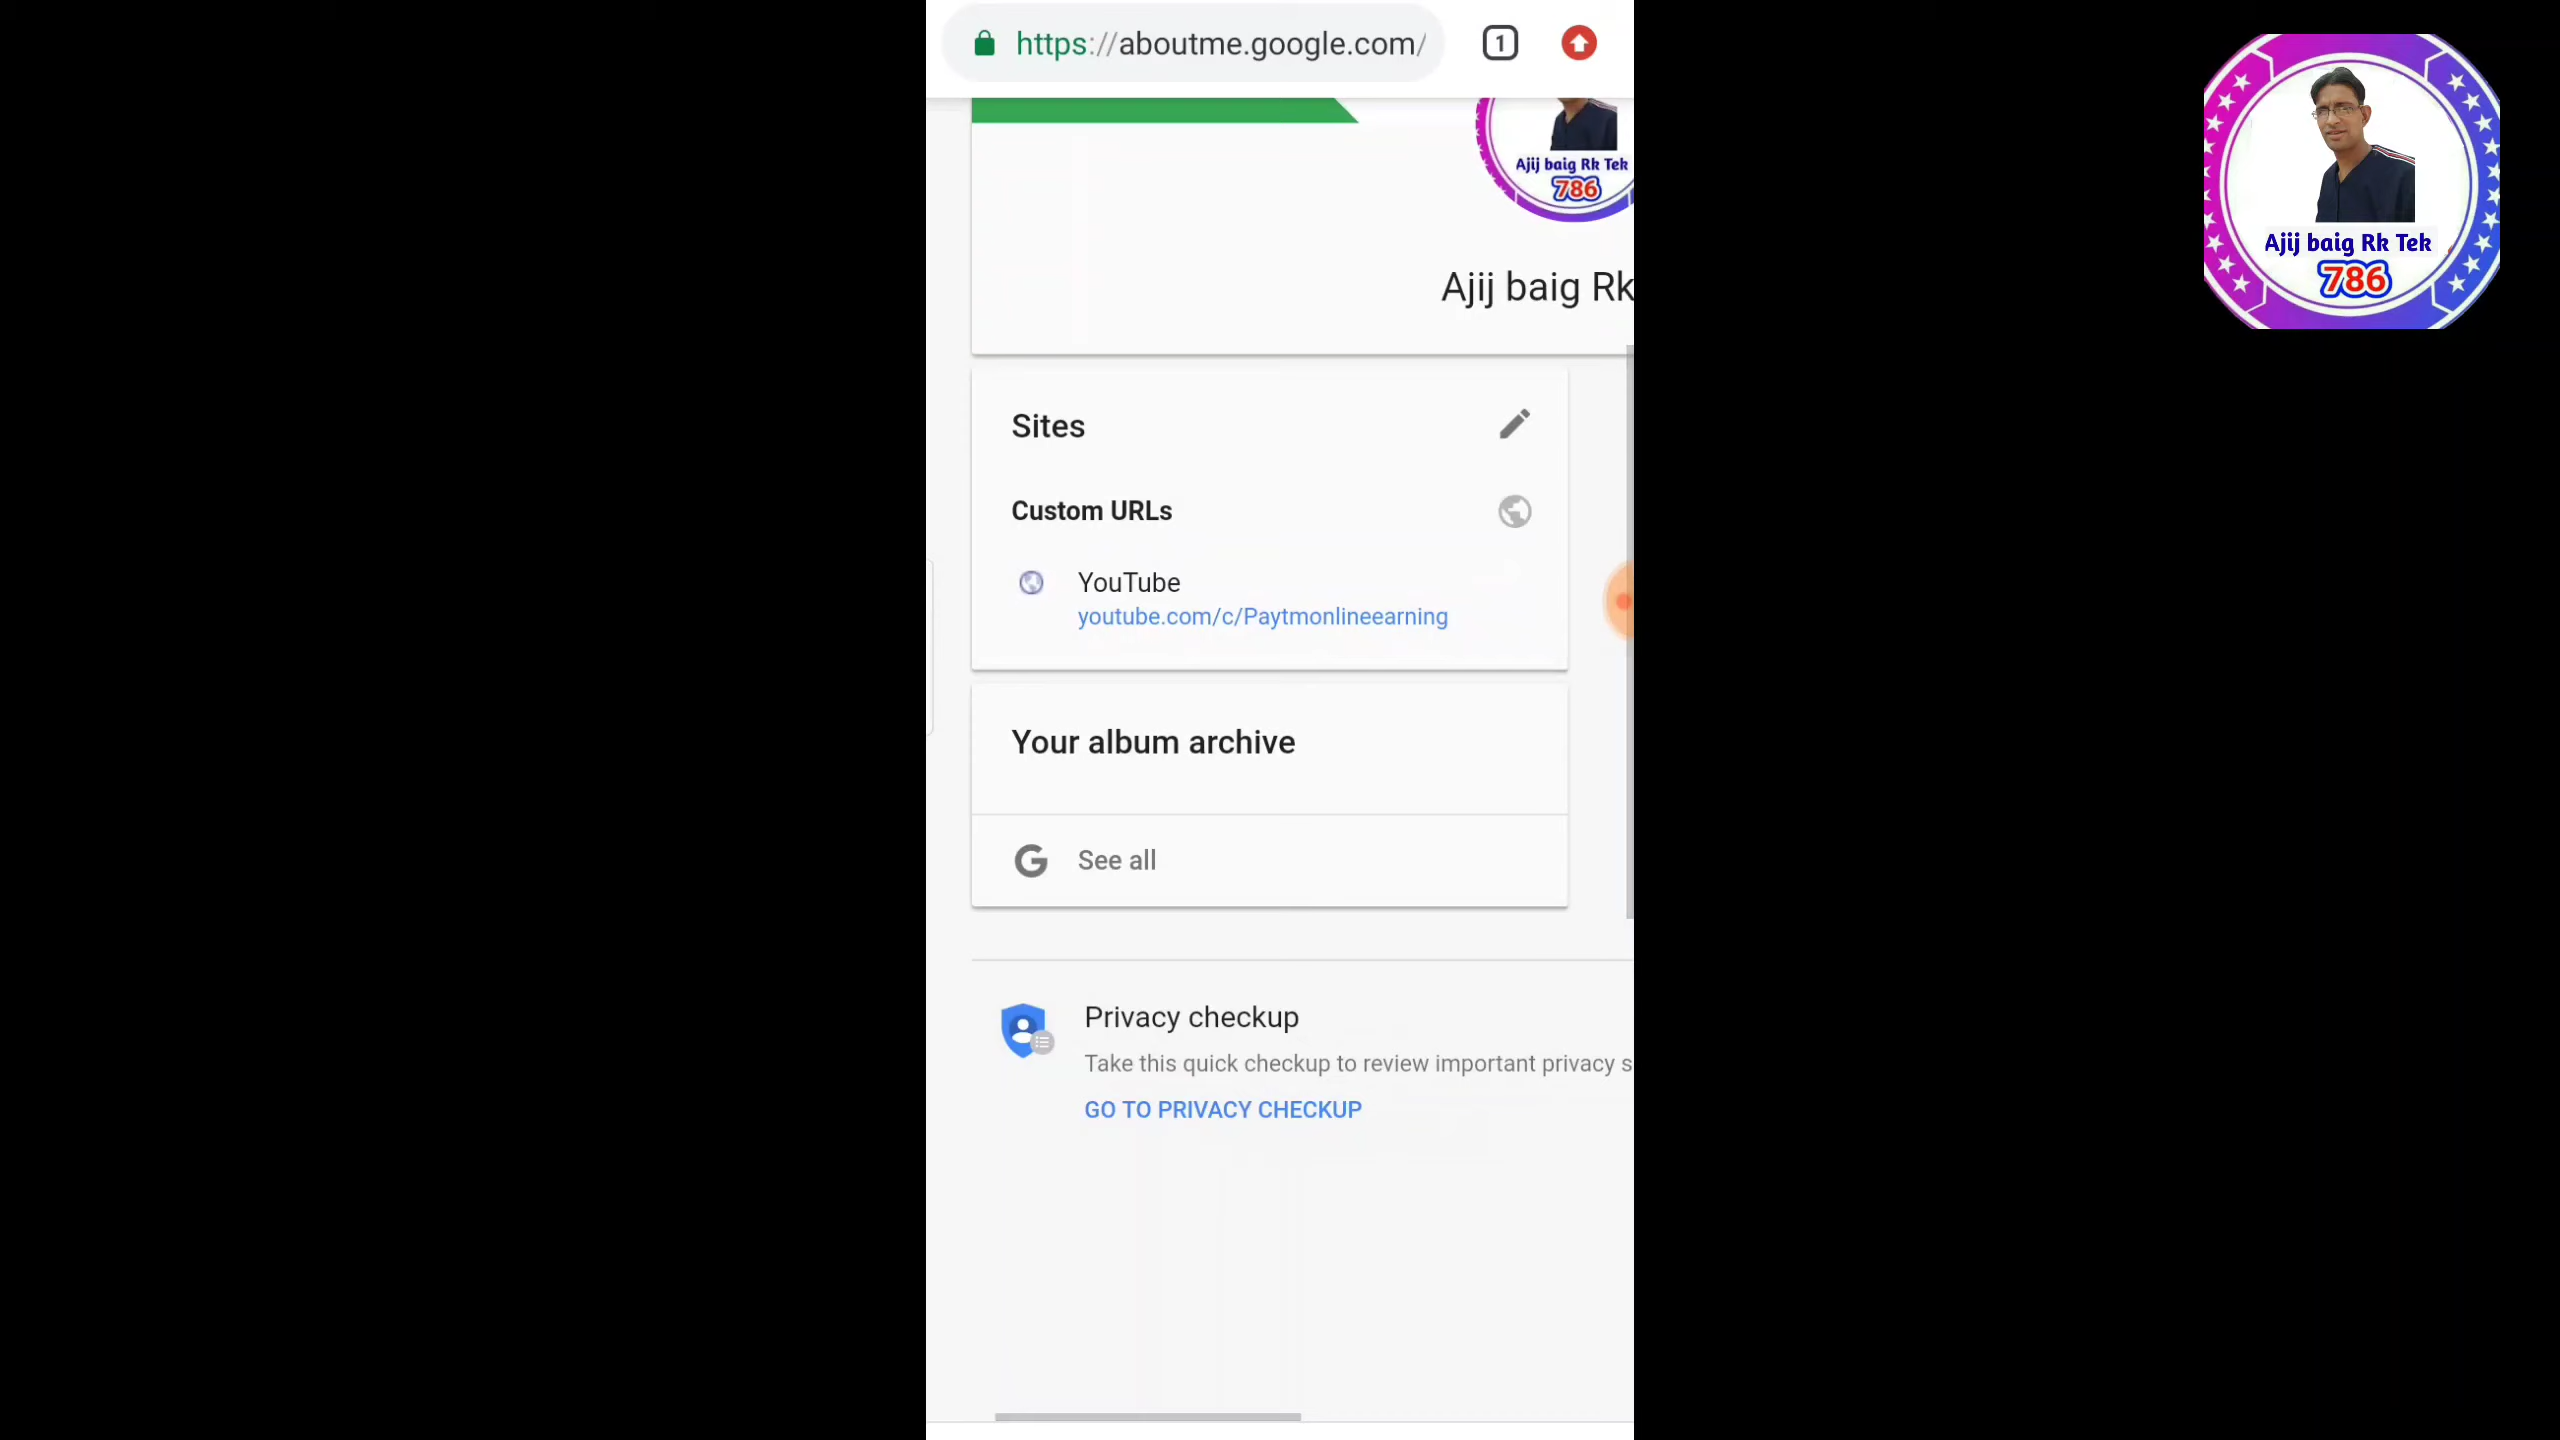 https://aboutme.google.com/
1
Ajij baig Rk Tek
786
Ajij baig Rk Tek
786
Ajij baig Rk
Sites
Custom URLs
YouTube
youtube.com/c/Paytmonlineearning
Your album archive
See all
Privacy checkup
Take this quick checkup to review important privacy s
GO TO PRIVACY CHECKUP